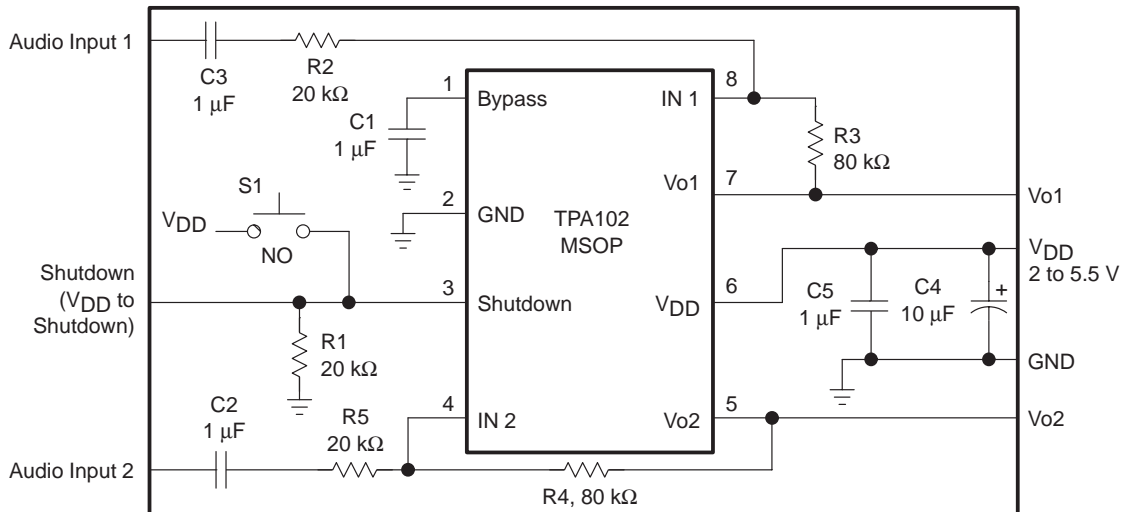 Audio Input 1
C3
1 μF
R2
20 kΩ
1
Bypass
C1
1 μF
8
IN 1
R3
80 kΩ
Vo1
7
Vo1
S1
VDD
NO
2
GND
TPA102
MSOP
VDD
2 to 5.5 V
Shutdown
(VDD to
Shutdown)
3
Shutdown
VDD
6
C5
1 μF
C4
10 μF
+
R1
20 kΩ
GND
C2
1 μF
R5
20 kΩ
4
IN 2
Vo2
5
Vo2
Audio Input 2
R4, 80 kΩ